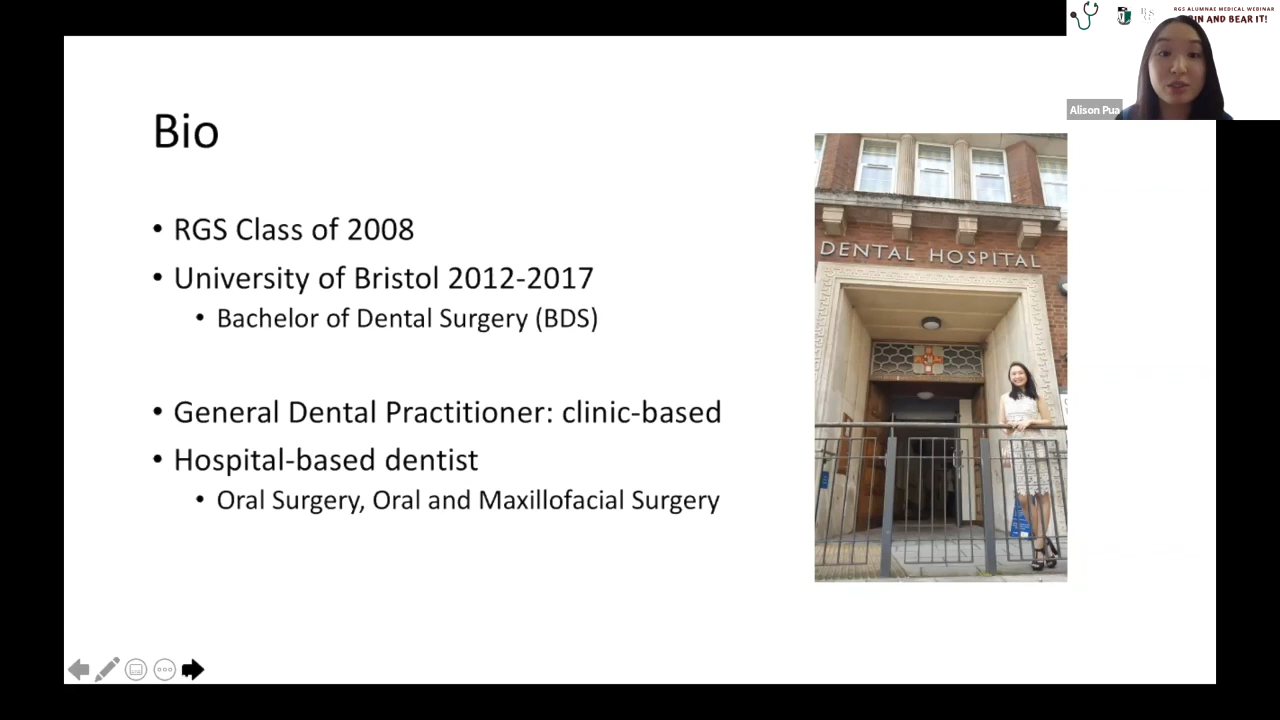 RGS ALUMNAE MEDICAL WEBINAR
IN AND BEAR IT!
Alison Pua
Bio
• RGS Class of 2008
• University of Bristol 2012-2017
• Bachelor of Dental Surgery (BDS)
• General Dental Practitioner: clinic-based
• Hospital-based dentist
• Oral Surgery, Oral and Maxillofacial Surgery
DENTAL HOSPITAL